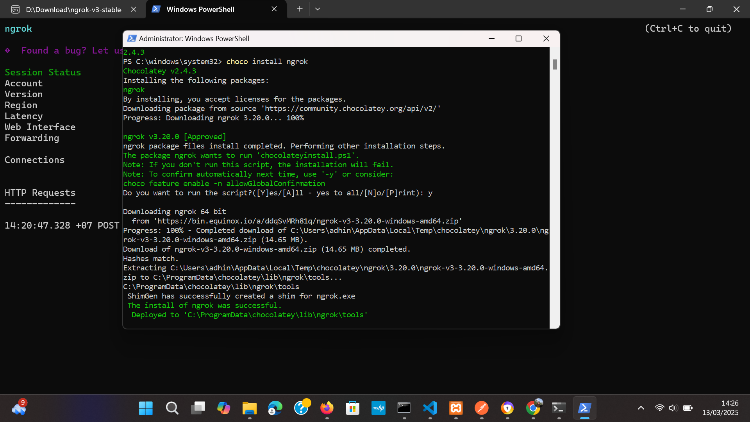 D:\Download\ngrok-v3-stable
Windows PowerShell
ngrok
(Ctrl+C to quit)
Found a bug? Let us
Session Status
Account
Version
Region
Latency
Web Interface
Forwarding
Connections
HTTP Requests
-------------
14:20:47.328 +07 POST
Administrator: Windows PowerShell
2.4.3
PS C:\windows\system32> choco install ngrok
Chocolatey v2.4.3
Installing the following packages:
ngrok
By installing, you accept licenses for the packages.
Downloading package from source 'https://community.chocolatey.org/api/v2/'
Progress: Downloading ngrok 3.20.0... 100%
ngrok v3.20.0 [Approved]
ngrok package files install completed. Performing other installation steps.
The package ngrok wants to run 'chocolateyinstall.ps1'.
Note: If you don't run this script, the installation will fail.
Note: To confirm automatically next time, use '-y' or consider:
choco feature enable -n allowGlobalConfirmation
Do you want to run the script?([Y]es/[A]ll - yes to all/[N]o/[P]rint): y
Downloading ngrok 64 bit
from 'https://bin.equinox.io/a/ddqSvMRh81q/ngrok-v3-3.20.0-windows-amd64.zip'
Progress: 100% - Completed download of C:\Users\adhin\AppData\Local\Temp\chocolatey\ngrok\3.20.0\ng
rok-v3-3.20.0-windows-amd64.zip (14.65 MB).
Download of ngrok-v3-3.20.0-windows-amd64.zip (14.65 MB) completed.
Hashes match.
Extracting C:\Users\adhin\AppData\Local\Temp\chocolatey\ngrok\3.20.0\ngrok-v3-3.20.0-windows-amd64.
zip to C:\ProgramData\chocolatey\lib\ngrok\tools...
C:\ProgramData\chocolatey\lib\ngrok\tools
ShimGen has successfully created a shim for ngrok.exe
The install of ngrok was successful.
Deployed to 'C:\ProgramData\chocolatey\lib\ngrok\tools'
14:26
13/03/2025